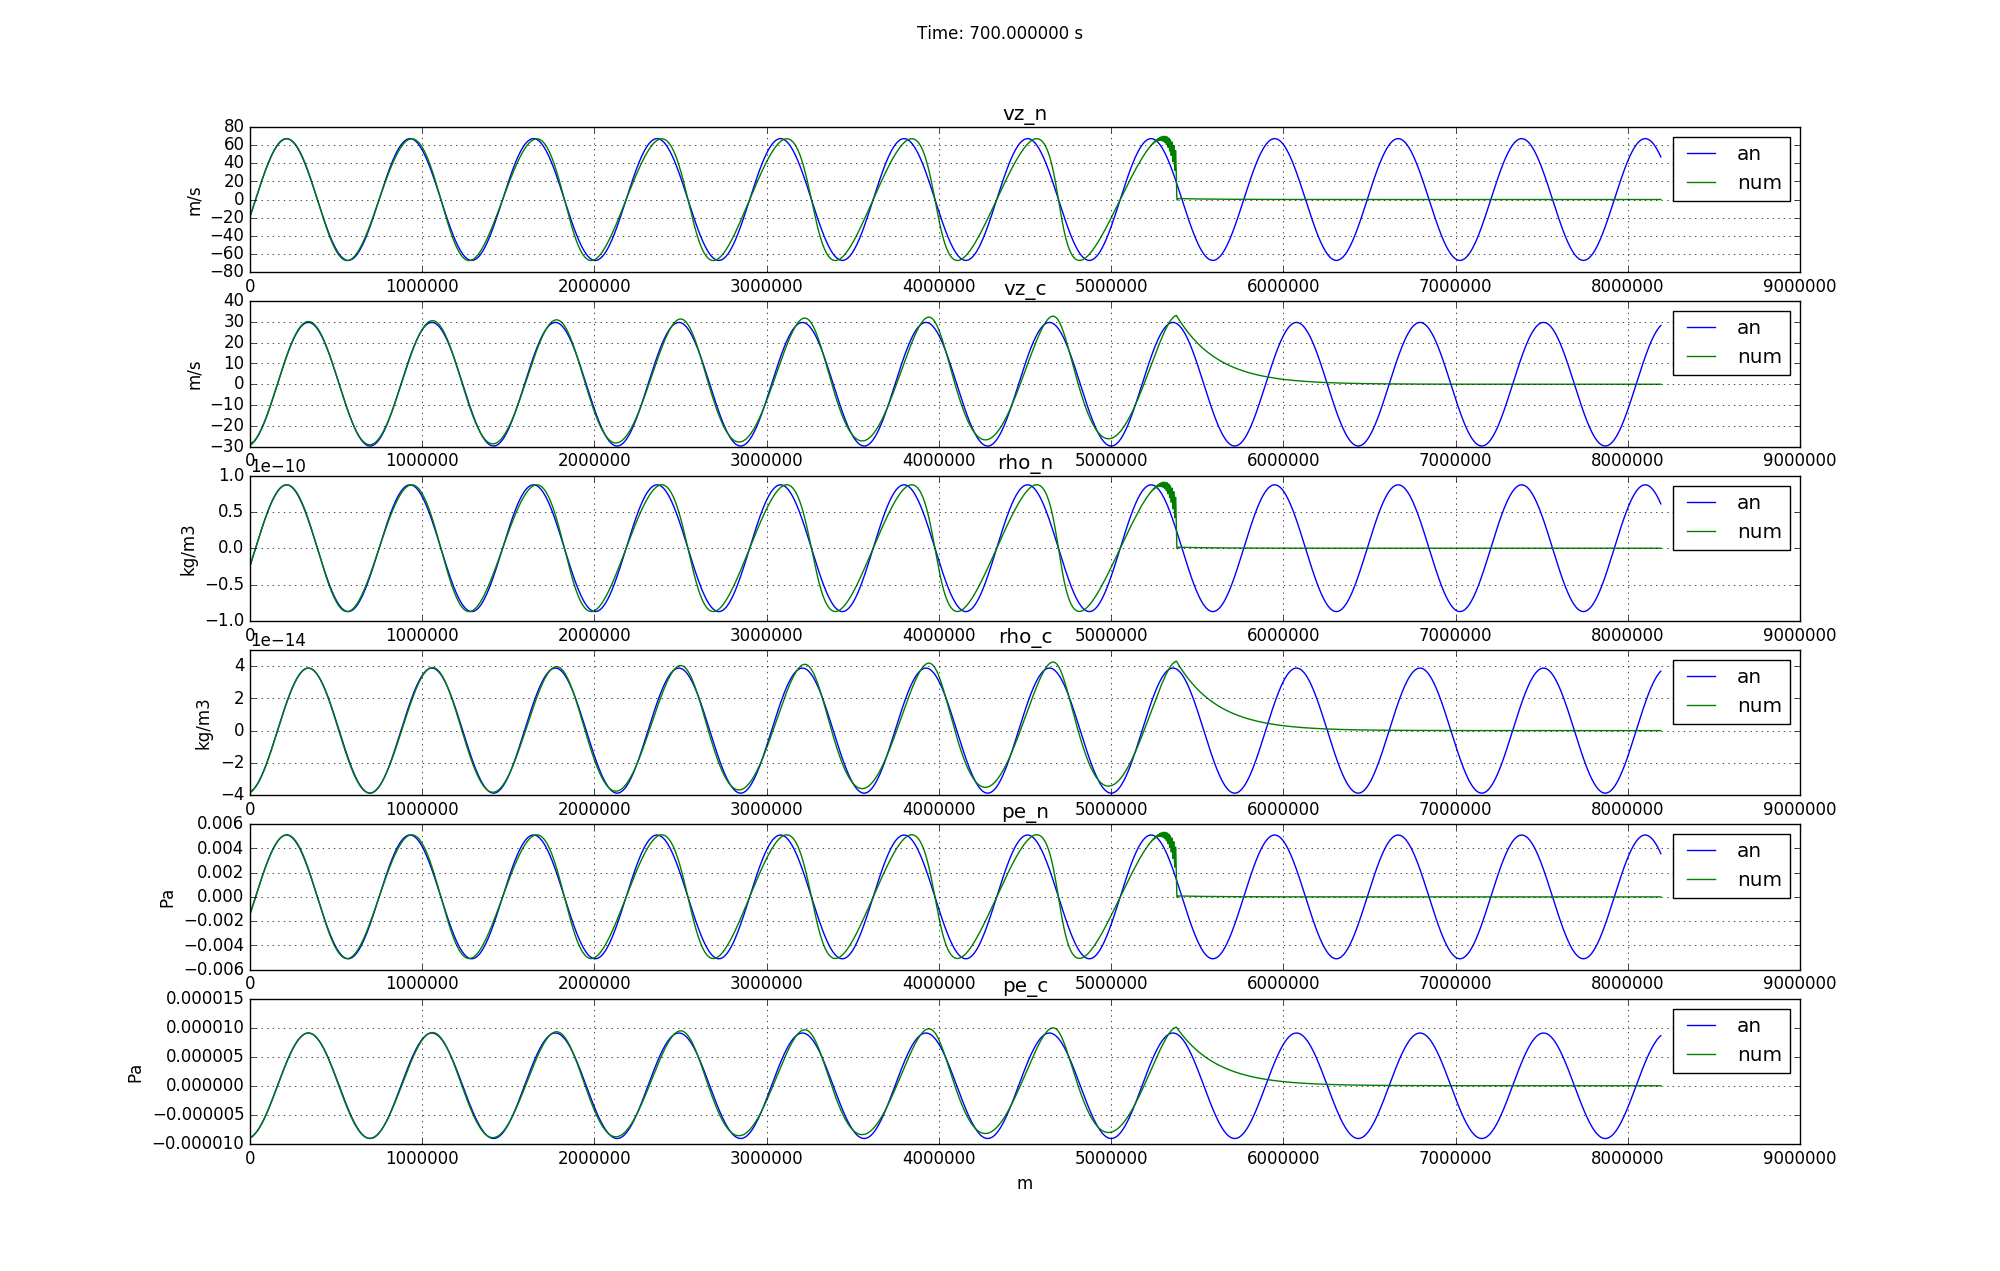 Time: 700.000000 s
vz_n
80
60
40
20
0
−20
−40
−60
−80
m/s
an
num
0 1000000 2000000 3000000 4000000 5000000 6000000 7000000 8000000 9000000
vz_c
40
30
20
10
0
−10
−20
−30
m/s
an
num
0 1000000 2000000 3000000 4000000 5000000 6000000 7000000 8000000 9000000
1e−10
rho_n
1.0
0.5
0.0
−0.5
−1.0
kg/m3
an
num
0 1000000 2000000 3000000 4000000 5000000 6000000 7000000 8000000 9000000
1e−14
rho_c
4
2
0
−2
−4
kg/m3
an
num
0 1000000 2000000 3000000 4000000 5000000 6000000 7000000 8000000 9000000
pe_n
0.006
0.004
0.002
0.000
−0.002
−0.004
−0.006
Pa
an
num
0 1000000 2000000 3000000 4000000 5000000 6000000 7000000 8000000 9000000
pe_c
0.000015
0.000010
0.000005
0.000000
−0.000005
−0.000010
Pa
an
num
0 1000000 2000000 3000000 4000000 5000000 6000000 7000000 8000000 9000000
m